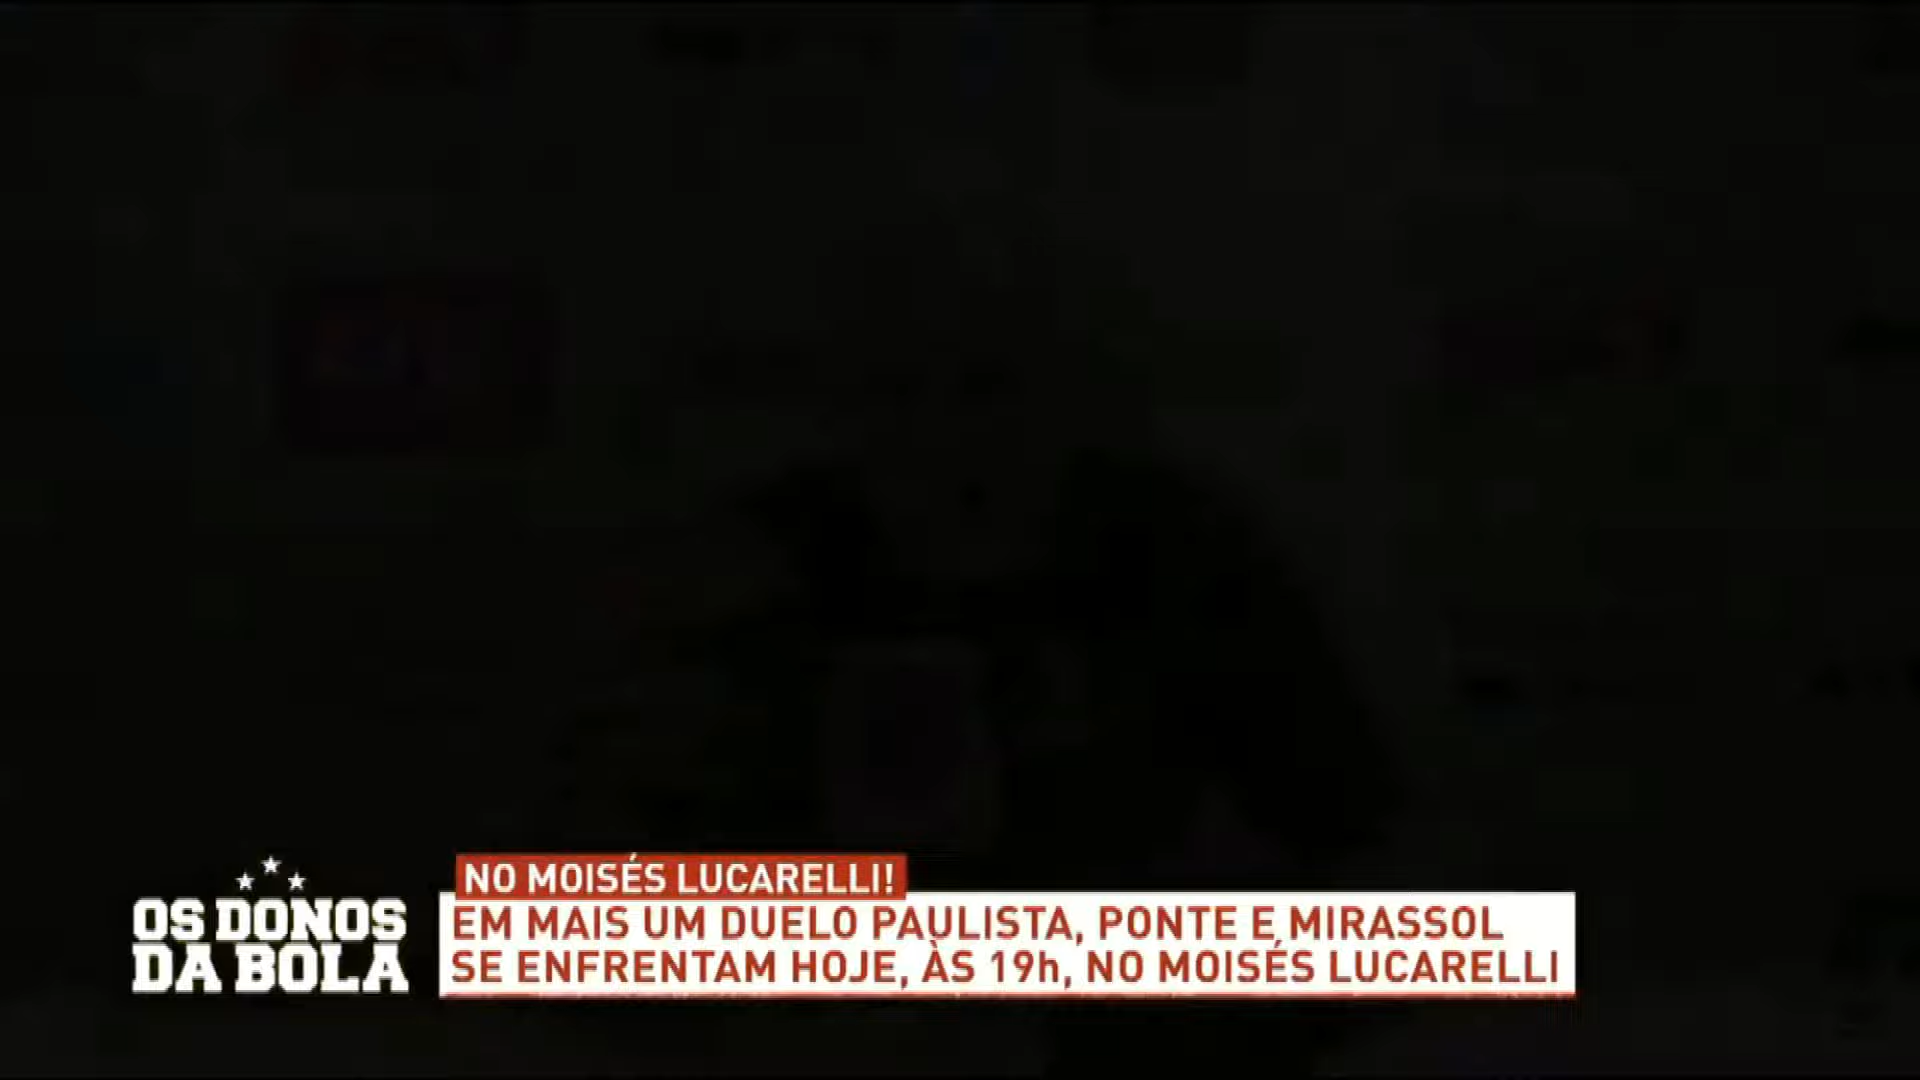 NO MOISÉS LUCARELLI!
OS DONOS
DA BOLA
EM MAIS UM DUELO PAULISTA, PONTE E MIRASSOL
SE ENFRENTAM HOJE, ÀS 19h, NO MOISÉS LUCARELLI